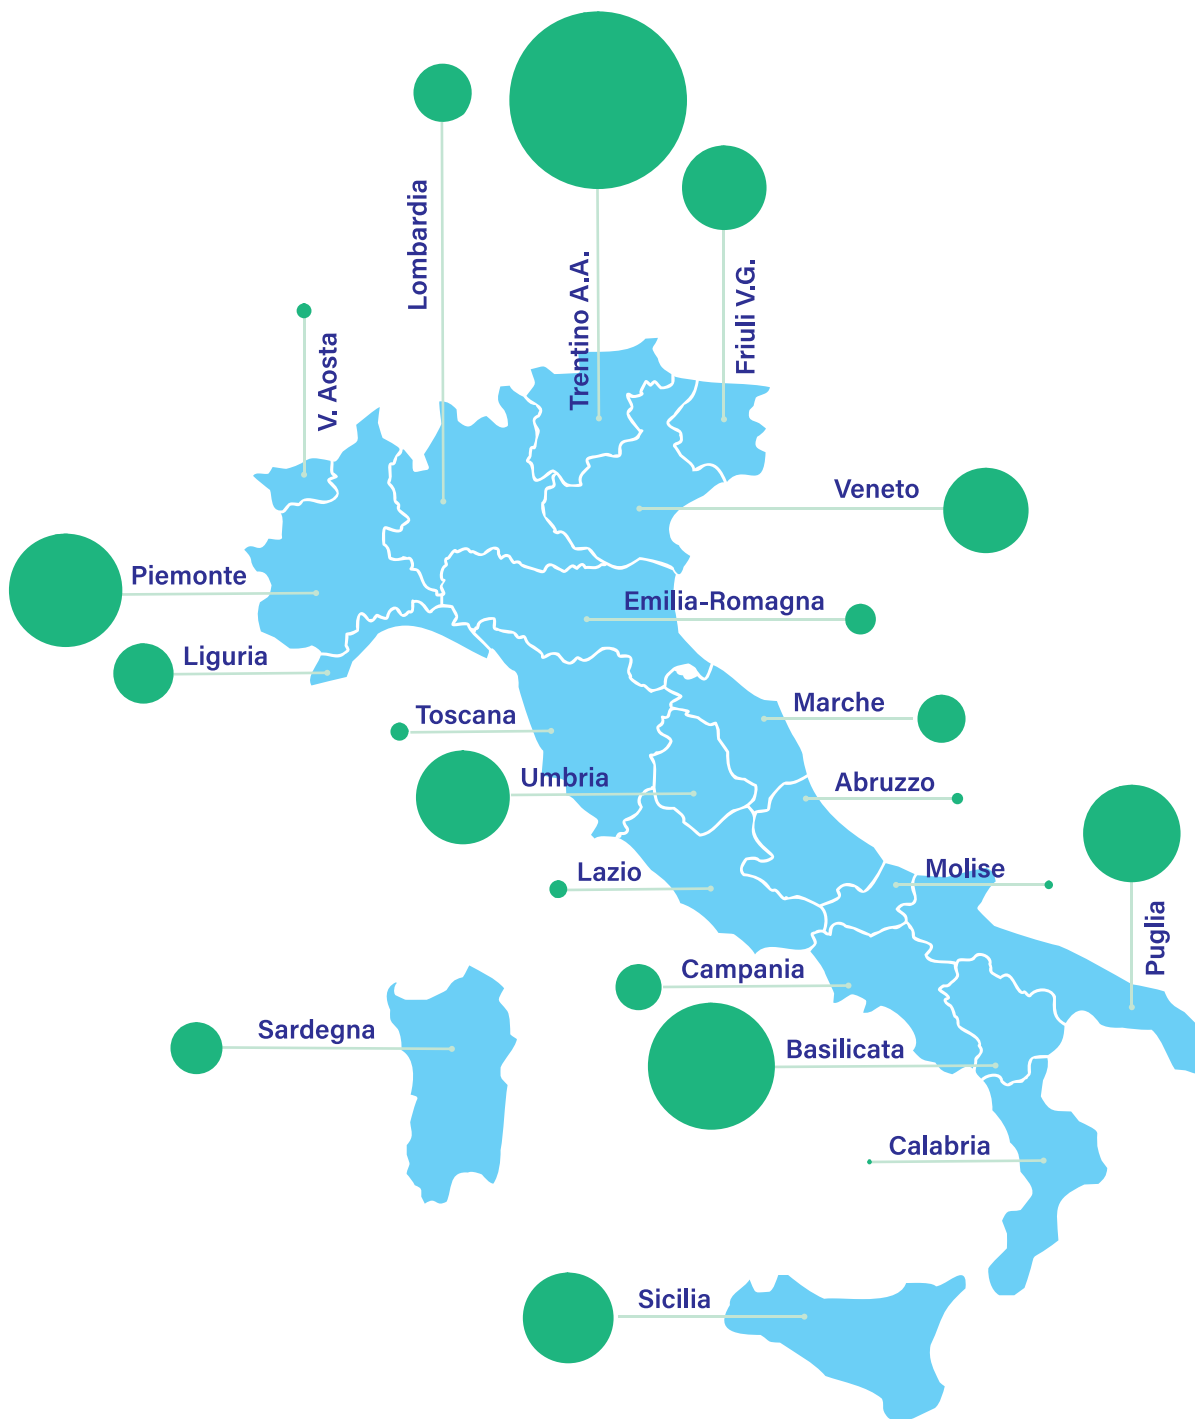 Lombardia
Trentino A.A.
Friuli V.G.
V. Aosta
Veneto
Piemonte
Emilia-Romagna
Liguria
Marche
Toscana
Umbria
Abruzzo
Lazio
Molise
Puglia
Campania
Sardegna
Basilicata
Calabria
Sicilia